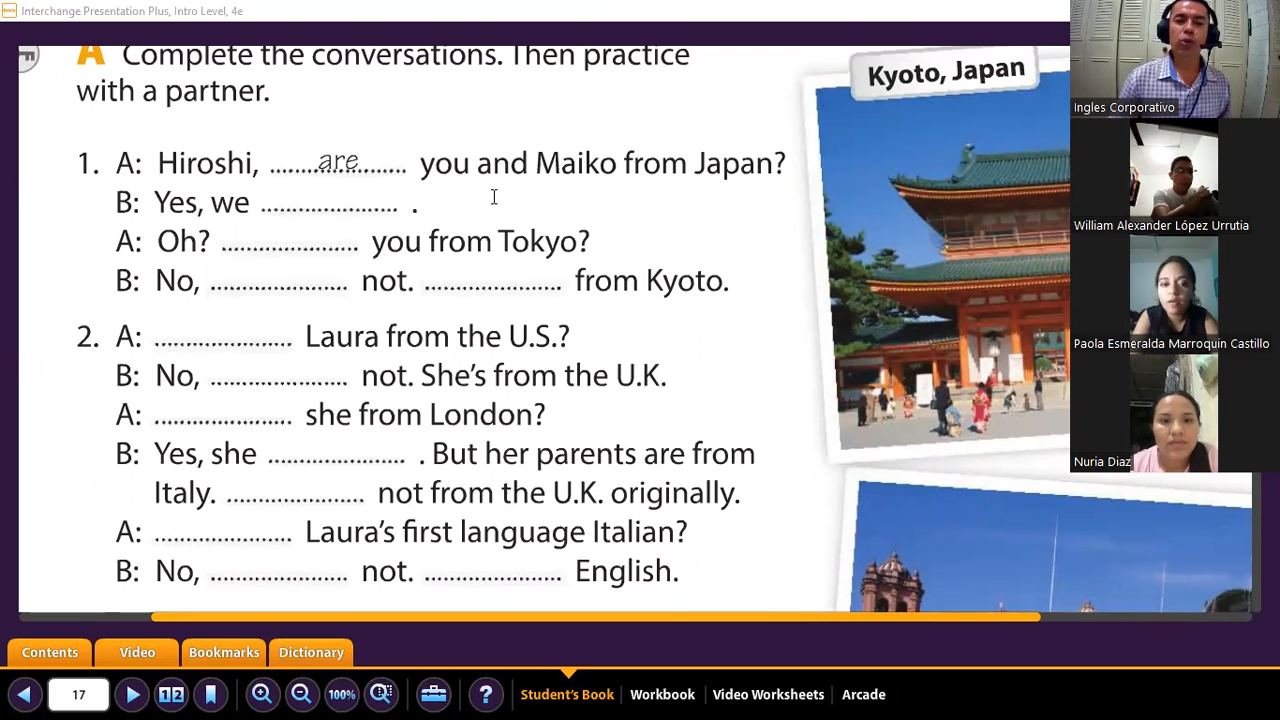 Interchange Presentation Plus, Intro Level, 4e
A Complete the conversations. Then practice
with a partner.
1. A: Hiroshi, ......are...... you and Maiko from Japan?
B: Yes, we ...................... .
A: Oh? ...................... you from Tokyo?
B: No, ...................... not. ...................... from Kyoto.
2. A: ...................... Laura from the U.S.?
B: No, ...................... not. She's from the U.K.
A: ...................... she from London?
B: Yes, she ...................... . But her parents are from
Italy. ...................... not from the U.K. originally.
A: ...................... Laura's first language Italian?
B: No, ...................... not. ...................... English.
Kyoto, Japan
Ingles Corporativo
William Alexander López Urrutia
Paola Esmeralda Marroquin Castillo
Nuria Diaz
Contents Video Bookmarks Dictionary
17 1 2 100% ? Student's Book Workbook Video Worksheets Arcade